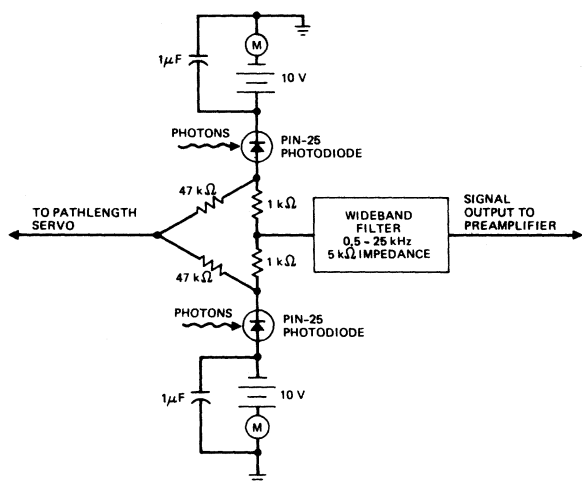 M
1μF
10 V
PHOTONS
PIN-25
PHOTODIODE
47 kΩ
1 kΩ
TO PATHLENGTH
SERVO
WIDEBAND
FILTER
0.5 - 25 kHz
5 kΩ IMPEDANCE
SIGNAL
OUTPUT TO
PREAMPLIFIER
47 kΩ
1 kΩ
PHOTONS
PIN-25
PHOTODIODE
1μF
10 V
M